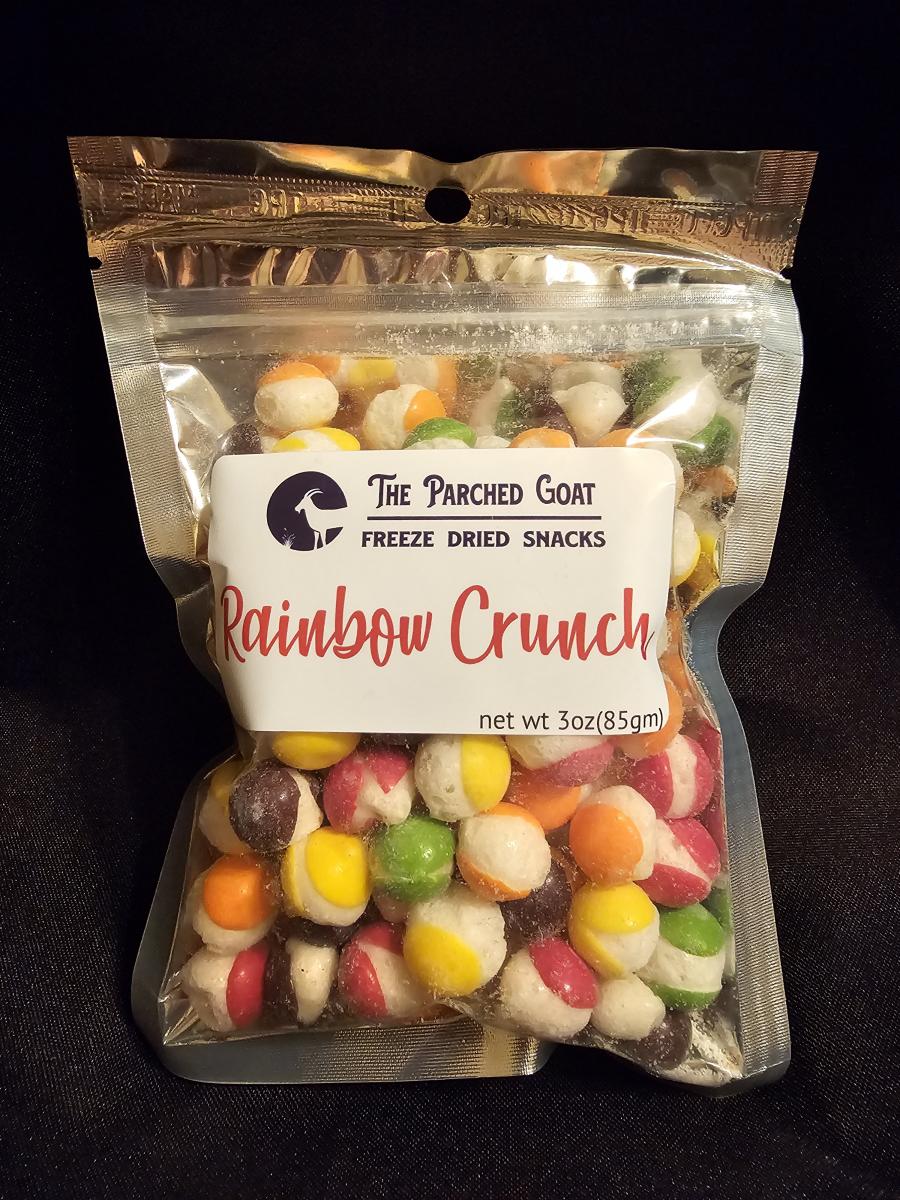 The Parched Goat
FREEZE DRIED SNACKS
Rainbow Crunch
net wt 3oz(85gm)